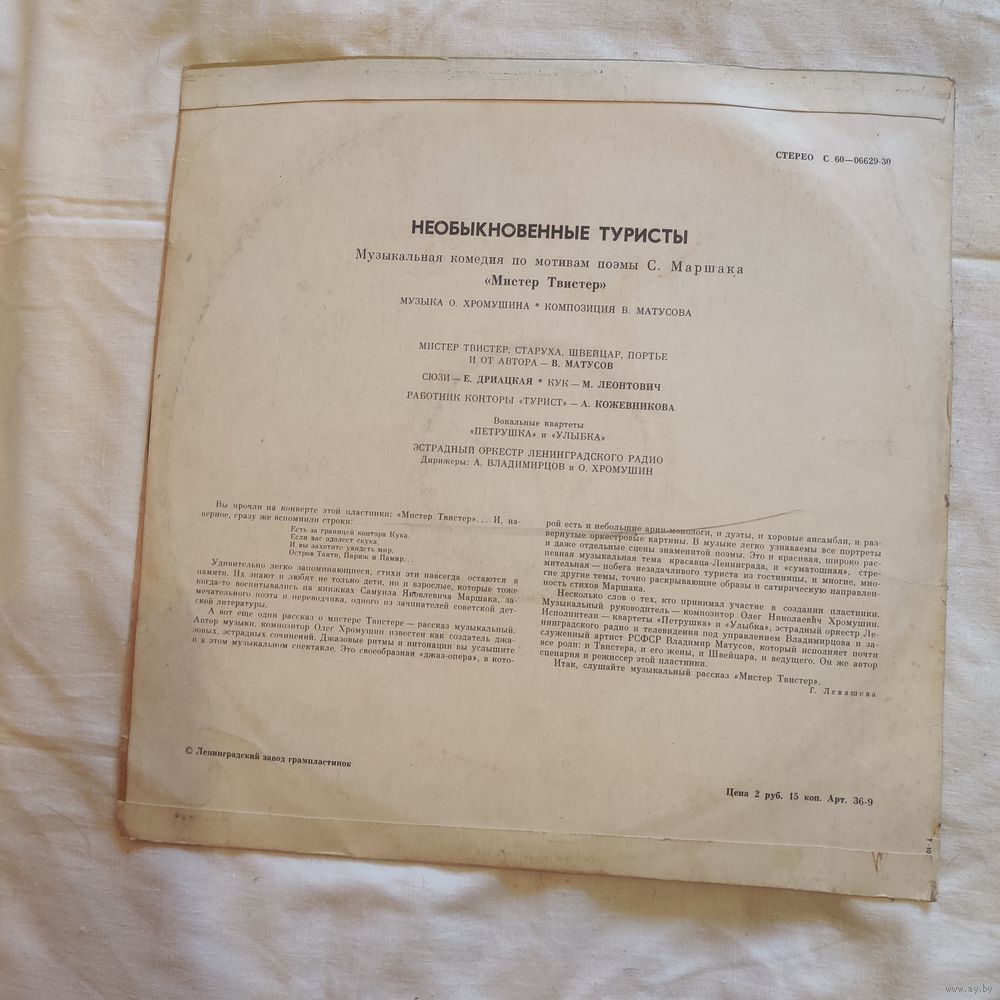 СТЕРЕО С 60—06629-30
НЕОБЫКНОВЕННЫЕ ТУРИСТЫ
Музыкальная комедия по мотивам поэмы С. Маршака
«Мистер Твистер»
МУЗЫКА О. ХРОМУШИНА * КОМПОЗИЦИЯ В. МАТУСОВА
МИСТЕР ТВИСТЕР, СТАРУХА, ШВЕЙЦАР, ПОРТЬЕ
И ОТ АВТОРА — В. МАТУСОВ
СЮЗИ — Е. ДРИАЦКАЯ * КУК — М. ЛЕОНТОВИЧ
РАБОТНИК КОНТОРЫ «ТУРИСТ» — А. КОЖЕВНИКОВА
Вокальные квартеты
«ПЕТРУШКА» и «УЛЫБКА»
ЭСТРАДНЫЙ ОРКЕСТР ЛЕНИНГРАДСКОГО РАДИО
Дирижеры: А. ВЛАДИМИРЦОВ и О. ХРОМУШИН
Вы прочли на конверте этой пластинки: «Мистер Твистер»... И, на-
верное, сразу же вспомнили строки:
Есть за границей контора Кука.
Если вас одолеет скука,
И вы захотите увидеть мир,
Остров Таити, Париж и Памир...
Удивительно легко запоминающиеся, стихи эти навсегда остаются в
памяти. Их знают и любят не только дети, но и взрослые, которые тоже
когда-то воспитывались на книжках Самуила Яковлевича Маршака, за-
мечательного поэта и переводчика, одного из зачинателей советской дет-
ской литературы.
А вот еще один рассказ о мистере Твистере — рассказ музыкальный.
Автор музыки, композитор Олег Хромушин известен как создатель джа-
зовых, эстрадных сочинений. Джазовые ритмы и интонации вы услышите
и в этом музыкальном спектакле. Это своеобразная «джаз-опера», в кото-
рой есть и небольшие арии-монологи, и дуэты, и хоровые ансамбли, и раз-
вернутые оркестровые картины. В музыке легко узнаваемы все портреты
и даже отдельные сцены знаменитой поэмы. Это и красивая, широко рас-
певная музыкальная тема красавца-Ленинграда, и «суматошная», стре-
мительная — побега незадачливого туриста из гостиницы, и многие, мно-
гие другие темы, точно раскрывающие образы и сатирическую направлен-
ность стихов Маршака.
Несколько слов о тех, кто принимал участие в создании пластинки.
Музыкальный руководитель — композитор Олег Николаевич Хромушин.
Исполнители — квартеты «Петрушка» и «Улыбка», эстрадный оркестр Ле-
нинградского радио и телевидения под управлением Владимирцова и за-
служенный артист РСФСР Владимир Матусов, который исполняет почти
все роли: и Твистера, и его жены, и Швейцара, и ведущего. Он же автор
сценария и режиссер этой пластинки.
Итак, слушайте музыкальный рассказ «Мистер Твистер».
Г. Левашева
© Ленинградский завод грампластинок
Цена 2 руб. 15 коп. Арт. 36-9
www.ay.by